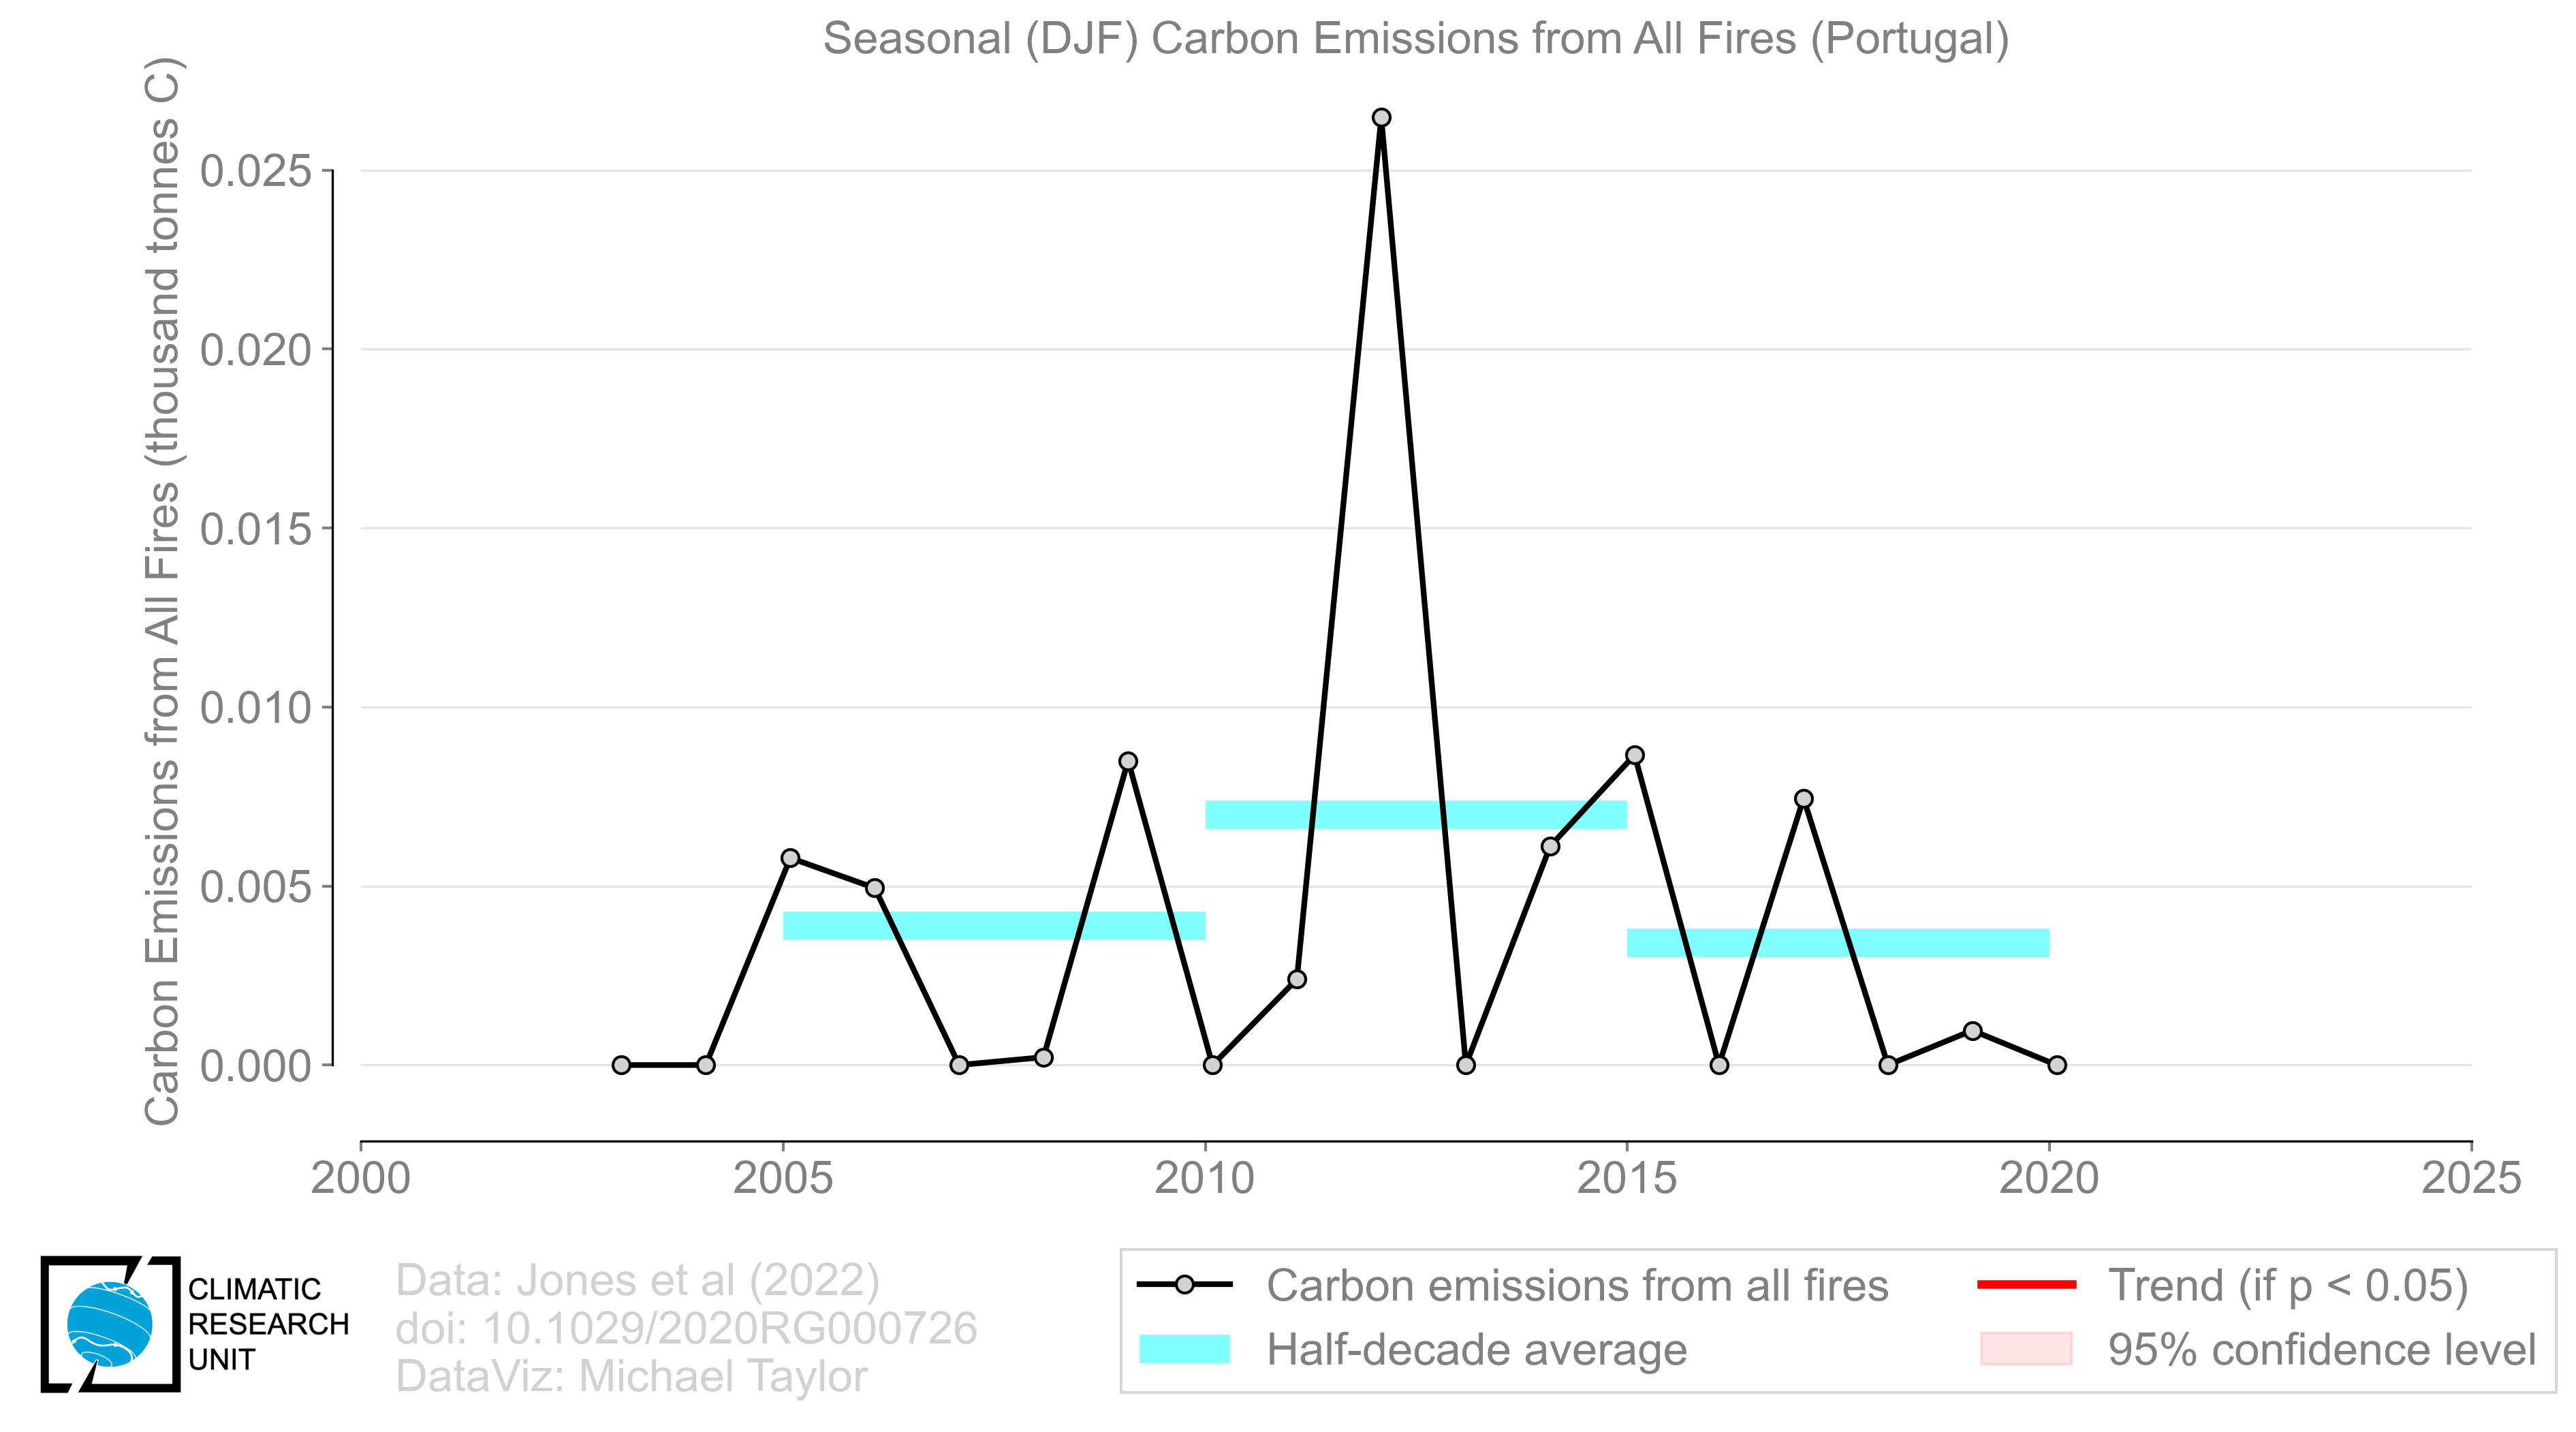 Seasonal (DJF) Carbon Emissions from All Fires (Portugal)
Carbon Emissions from All Fires (thousand tonnes C)
0.025
0.020
0.015
0.010
0.005
0.000
2000
2005
2010
2015
2020
2025
CLIMATIC
RESEARCH
UNIT
Data: Jones et al (2022)
doi: 10.1029/2020RG000726
DataViz: Michael Taylor
Carbon emissions from all fires
Half-decade average
Trend (if p < 0.05)
95% confidence level